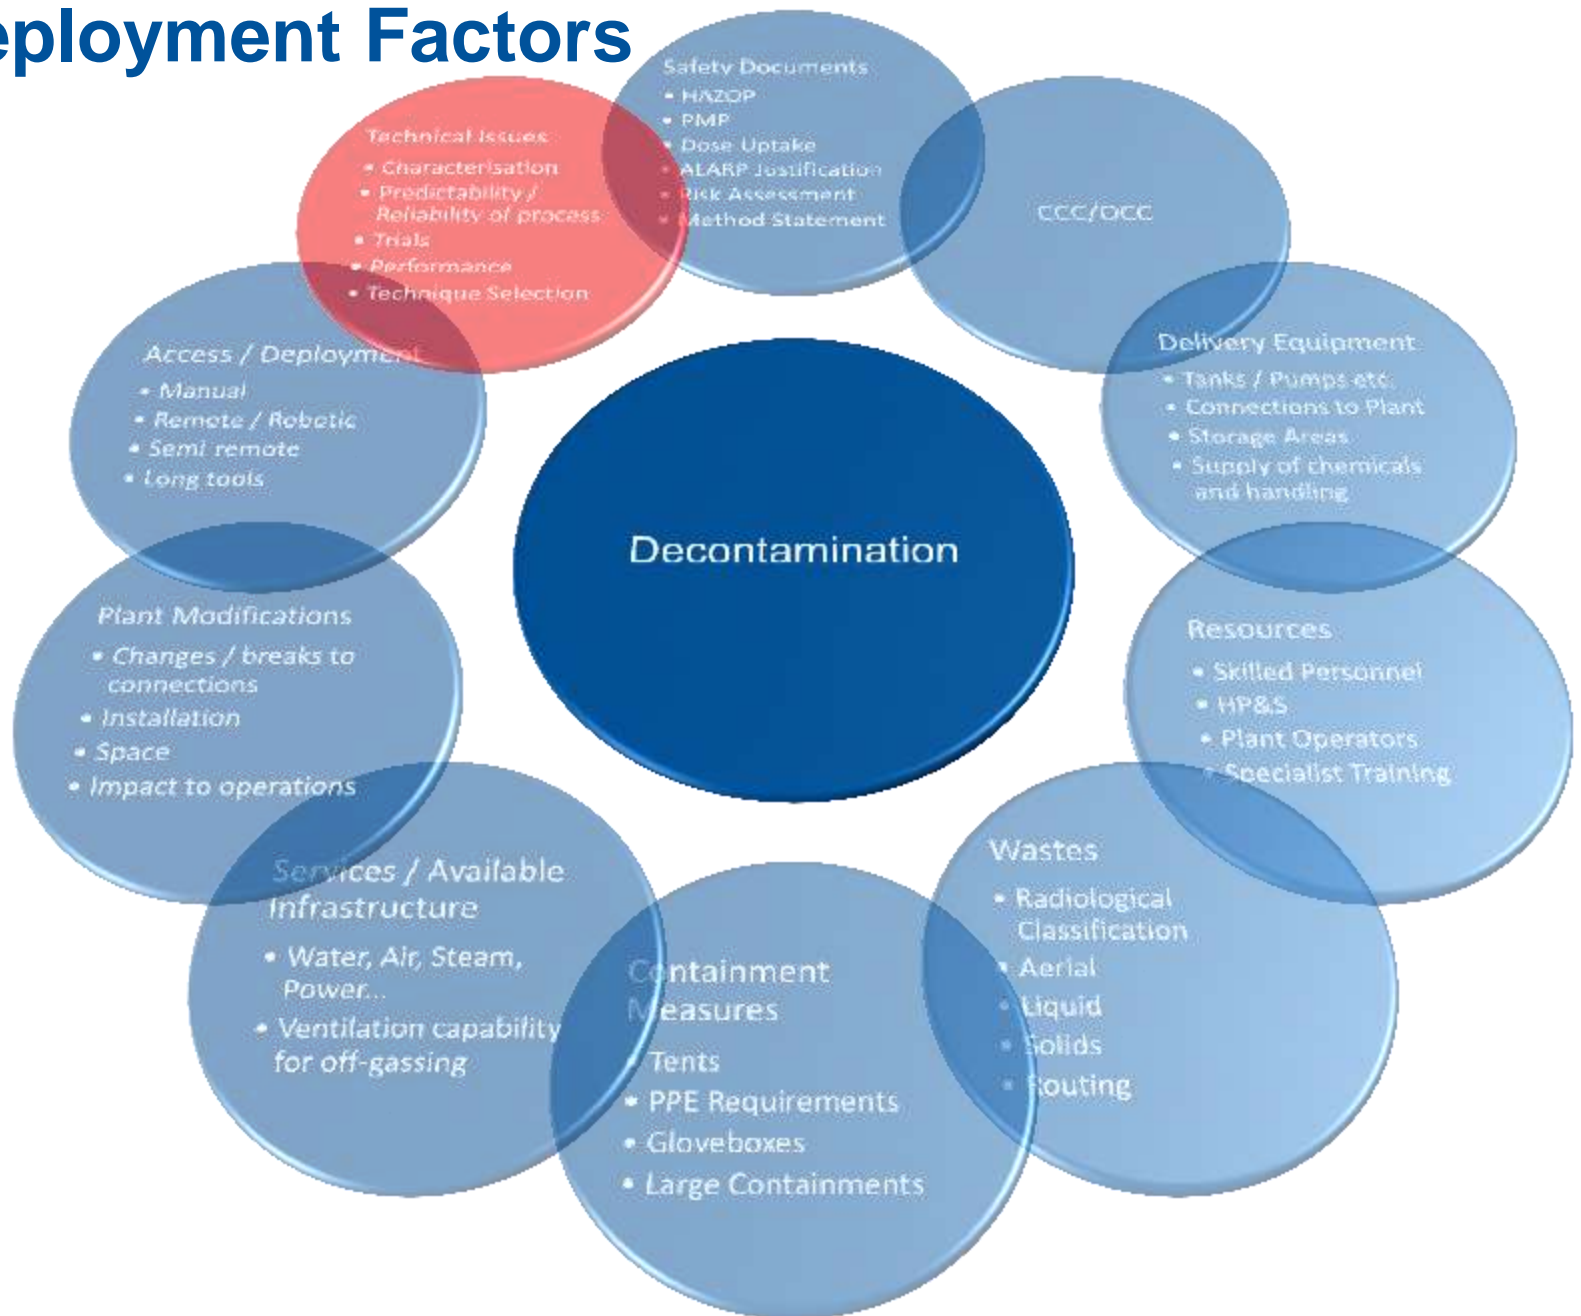 eployment Factors
Safety Documents
• HAZOP
• PMP
• Dose Uptake
• ALARP Justification
• Risk Assessment
• Method Statement
CCC/DCC
Delivery Equipment
• Tanks / Pumps etc.
• Connections to Plant
• Storage Areas
• Supply of chemicals
and handling
Resources
• Skilled Personnel
• HP&S
• Plant Operators
• Specialist Training
Wastes
• Radiological
Classification
• Aerial
• Liquid
• Solids
• Routing
Containment
Measures
• Tents
• PPE Requirements
• Gloveboxes
• Large Containments
Services / Available
Infrastructure
• Water, Air, Steam,
Power...
• Ventilation capability
for off-gassing
Plant Modifications
• Changes / breaks to
connections
• Installation
• Space
• Impact to operations
Access / Deployment
• Manual
• Remote / Robotic
• Semi remote
• Long tools
Technical Issues
• Characterisation
• Predictability /
Reliability of process
• Trials
• Performance
• Technique Selection
Decontamination